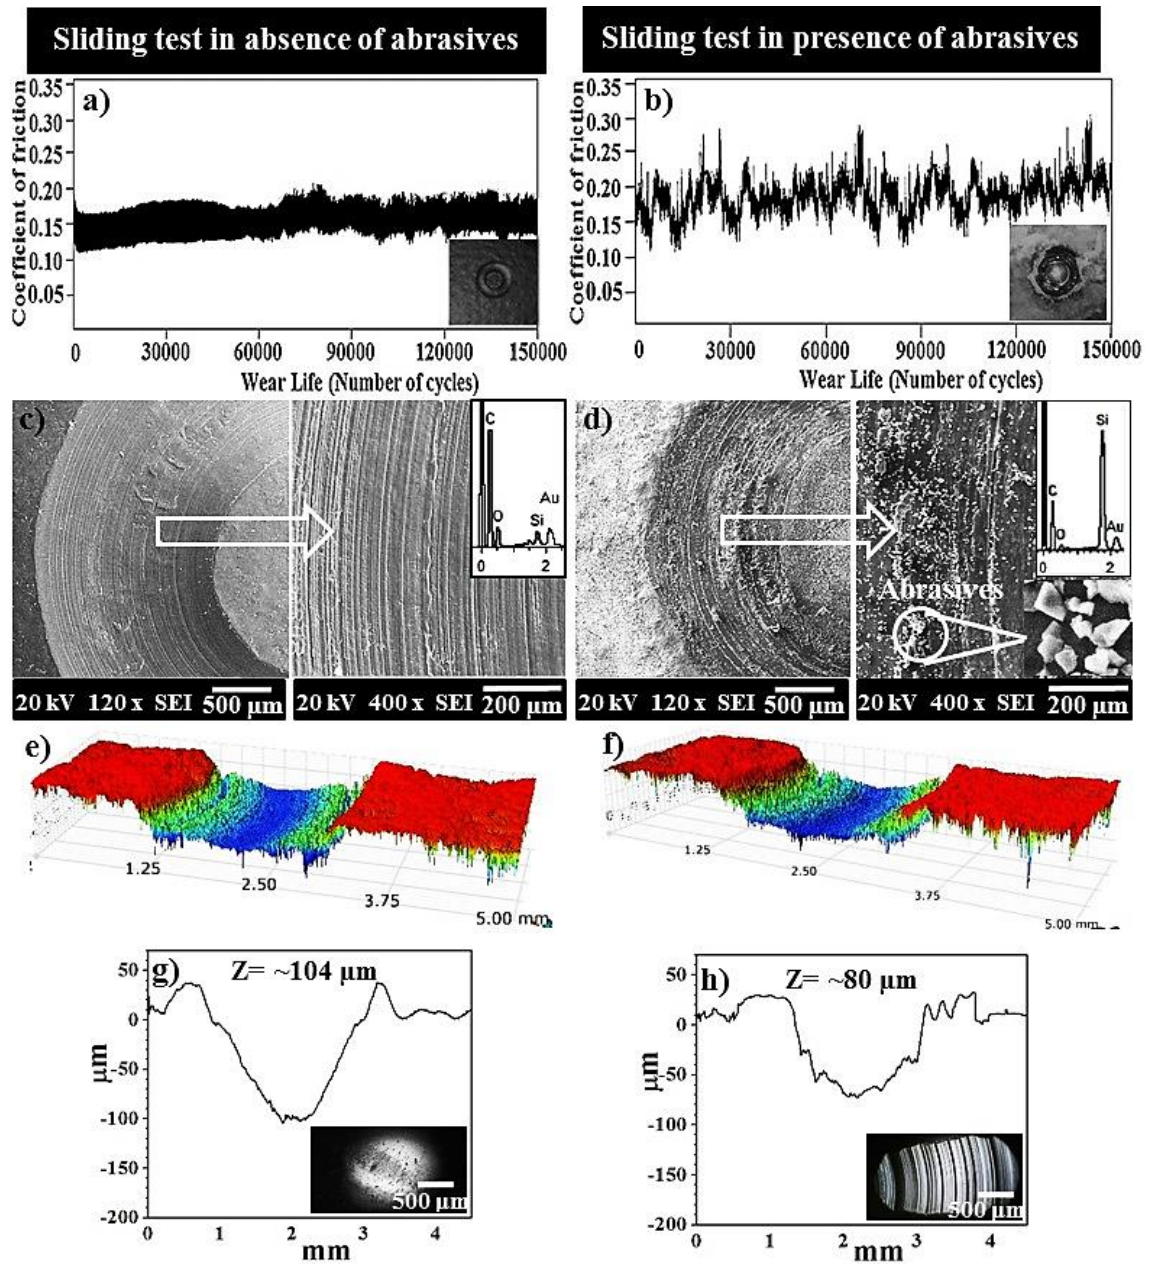 Sliding test in absence of abrasives
Sliding test in presence of abrasives
a)
Coefficient of friction
0.35
0.30
0.25
0.20
0.15
0.10
0.05
0 30000 60000 90000 120000 150000
Wear Life (Number of cycles)
b)
Coefficient of friction
0.35
0.30
0.25
0.20
0.15
0.10
0.05
0 30000 60000 90000 120000 150000
Wear Life (Number of cycles)
c)
C
O
Si
Au
0 2
20 kV 120 x SEI 500 µm
20 kV 400 x SEI 200 µm
d)
Si
C
O
Au
0 2
Abrasives
20 kV 120 x SEI 500 µm
20 kV 400 x SEI 200 µm
e)
1.25
2.50
3.75
5.00 mm
f)
1.25
2.50
3.75
5.00 mm
g)
Z= ~104 µm
µm
50
0
-50
-100
-150
-200
500 µm
0 1 2 3 4
mm
h)
Z= ~80 µm
µm
50
0
-50
-100
-150
-200
500 µm
0 1 2 3 4
mm